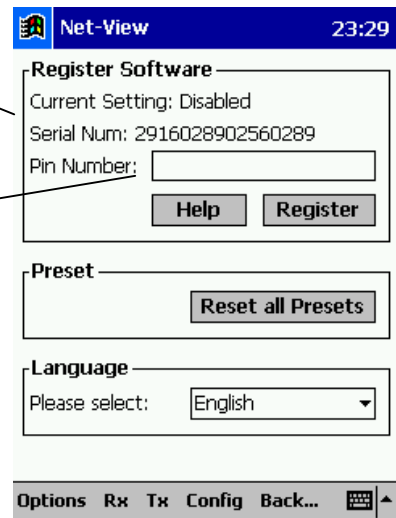 Net-View 23:29
Register Software
Current Setting: Disabled
Serial Num: 2916028902560289
Pin Number:
Help Register
Preset
Reset all Presets
Language
Please select: English
Options Rx Tx Config Back...